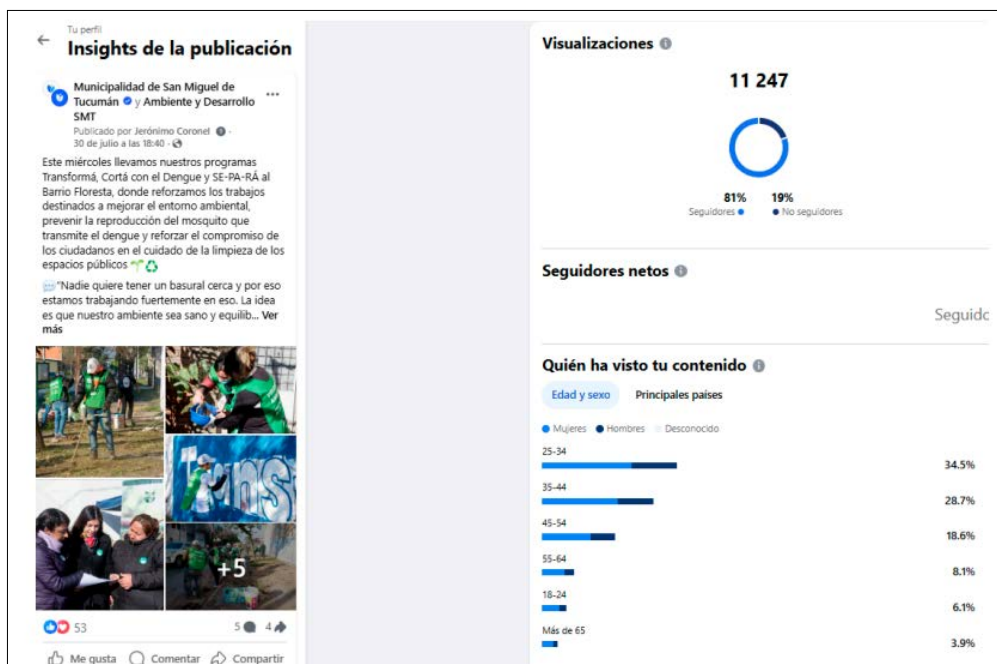 Tu perfil
Insights de la publicación
Municipalidad de San Miguel de
Tucumán y Ambiente y Desarrollo
SMT
Publicado por Jerónimo Coronel ·
30 de julio a las 18:40 ·
Este miércoles llevamos nuestros programas
Transformá, Cortá con el Dengue y SE-PA-RÁ al
Barrio Floresta, donde reforzamos los trabajos
destinados a mejorar el entorno ambiental,
prevenir la reproducción del mosquito que
transmite el dengue y reforzar el compromiso de
los ciudadanos en el cuidado de la limpieza de los
espacios públicos
"Nadie quiere tener un basural cerca y por eso
estamos trabajando fuertemente en eso. La idea
es que nuestro ambiente sea sano y equilib... Ver
más
Trans
+5
53
5
4
Me gusta
Comentar
Compartir
Visualizaciones
11 247
81% 19%
Seguidores No seguidores
Seguidores netos
Seguidc
Quién ha visto tu contenido
Edad y sexo Principales países
Mujeres Hombres Desconocido
25-34
34.5%
35-44
28.7%
45-54
18.6%
55-64
8.1%
18-24
6.1%
Más de 65
3.9%